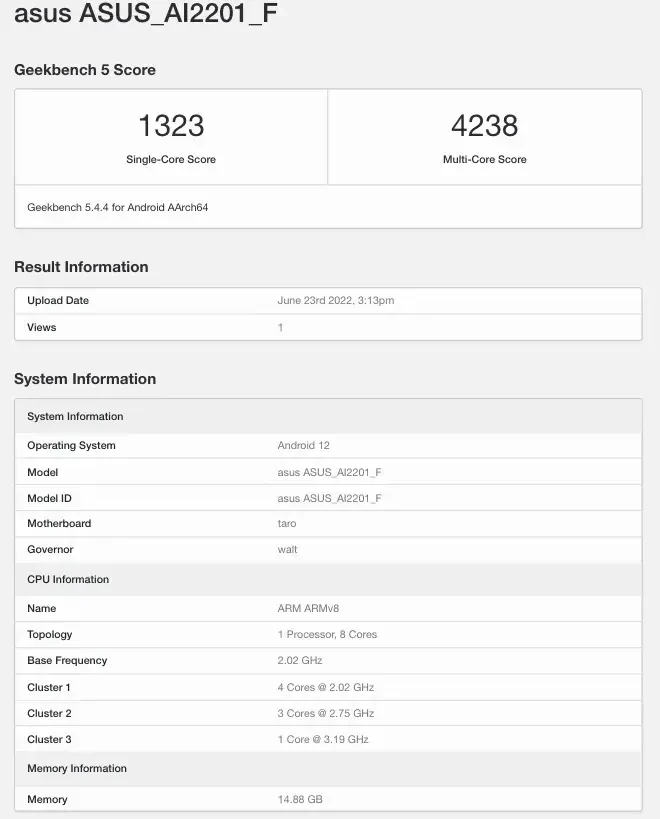 asus ASUS_AI2201_F
Geekbench 5 Score
1323
4238
Single-Core Score
Multi-Core Score
Geekbench 5.4.4 for Android AArch64
Result Information
Upload Date June 23rd 2022, 3:13pm
Views 1
System Information
System Information
Operating System Android 12
Model asus ASUS_AI2201_F
Model ID asus ASUS_AI2201_F
Motherboard taro
Governor walt
CPU Information
Name ARM ARMv8
Topology 1 Processor, 8 Cores
Base Frequency 2.02 GHz
Cluster 1 4 Cores @ 2.02 GHz
Cluster 2 3 Cores @ 2.75 GHz
Cluster 3 1 Core @ 3.19 GHz
Memory Information
Memory 14.88 GB